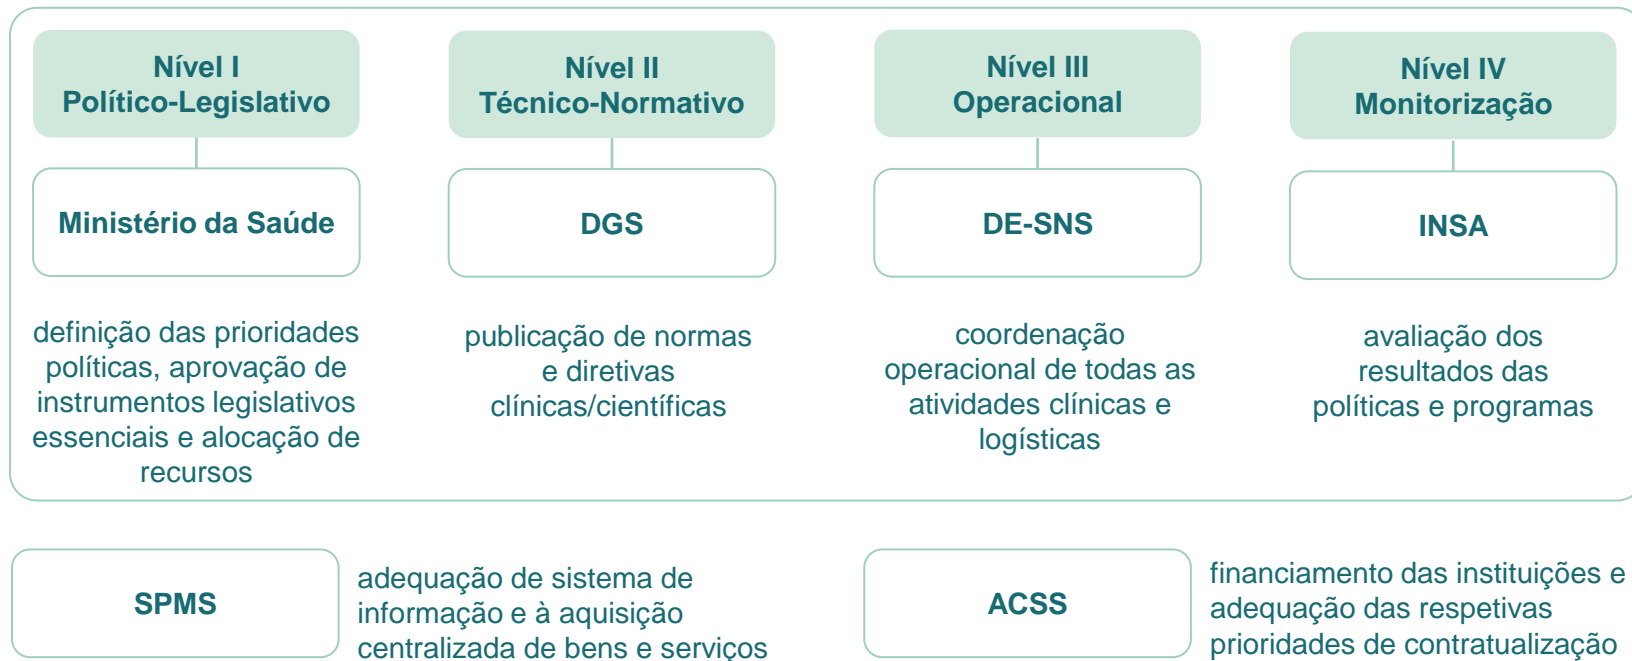 Nível I
Político-Legislativo
Ministério da Saúde
definição das prioridades
políticas, aprovação de
instrumentos legislativos
essenciais e alocação de
recursos
Nível II
Técnico-Normativo
DGS
publicação de normas
e diretivas
clínicas/científicas
Nível III
Operacional
DE-SNS
coordenação
operacional de todas as
atividades clínicas e
logísticas
Nível IV
Monitorização
INSA
avaliação dos
resultados das
políticas e programas
SPMS
adequação de sistema de
informação e à aquisição
centralizada de bens e serviços
ACSS
financiamento das instituições e
adequação das respetivas
prioridades de contratualização